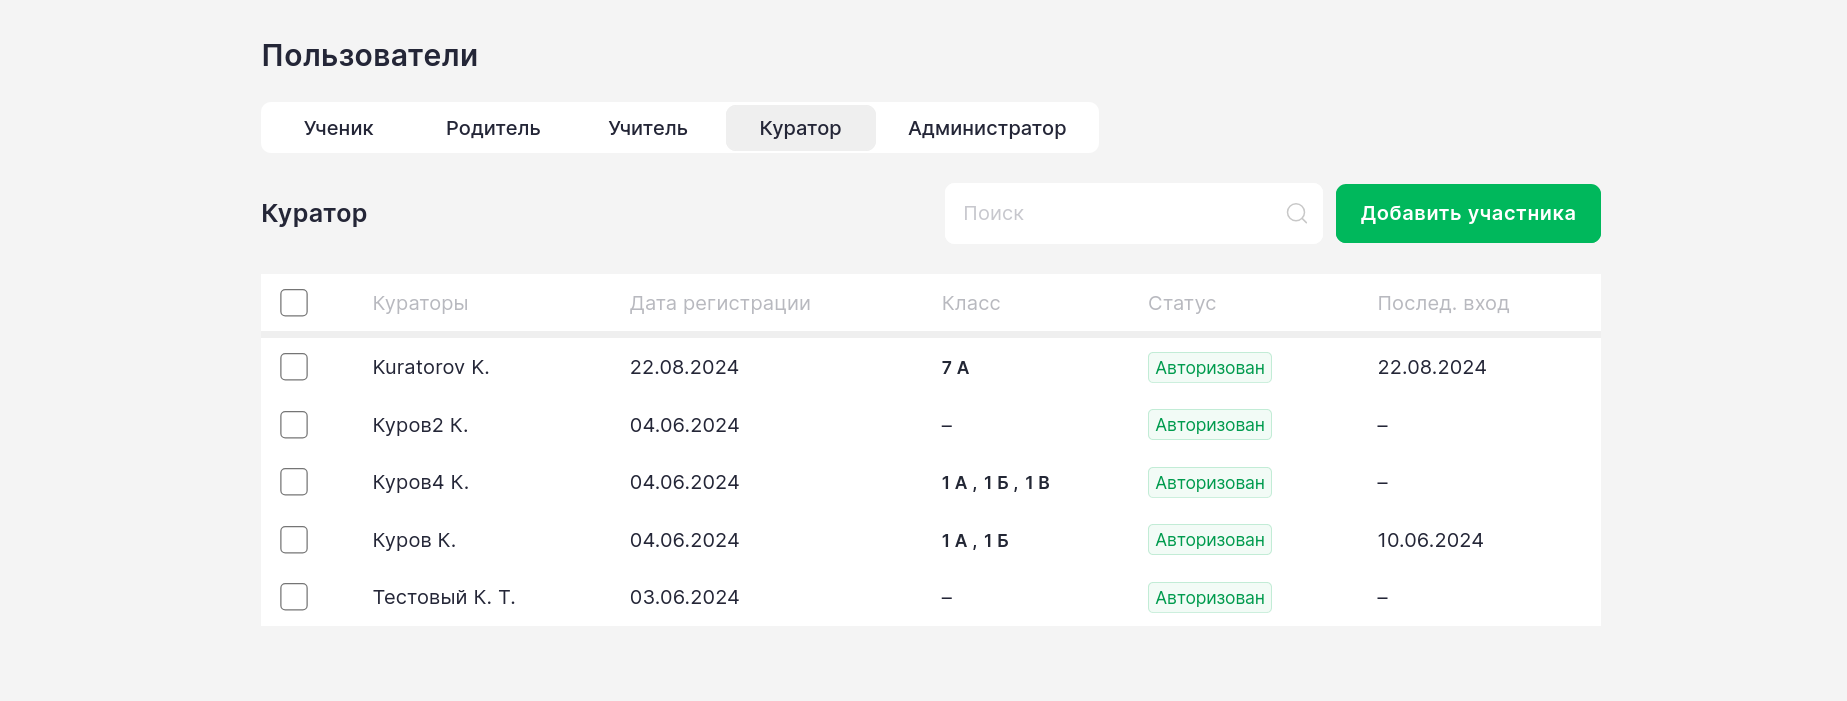 Пользователи
Ученик Родитель Учитель Куратор Администратор
Куратор Поиск Добавить участника
Кураторы Дата регистрации Класс Статус Послед. вход
Kuratorov K. 22.08.2024 7 А Авторизован 22.08.2024
Куров2 К. 04.06.2024 – Авторизован –
Куров4 К. 04.06.2024 1 А , 1 Б , 1 В Авторизован –
Куров К. 04.06.2024 1 А , 1 Б Авторизован 10.06.2024
Тестовый К. Т. 03.06.2024 – Авторизован –